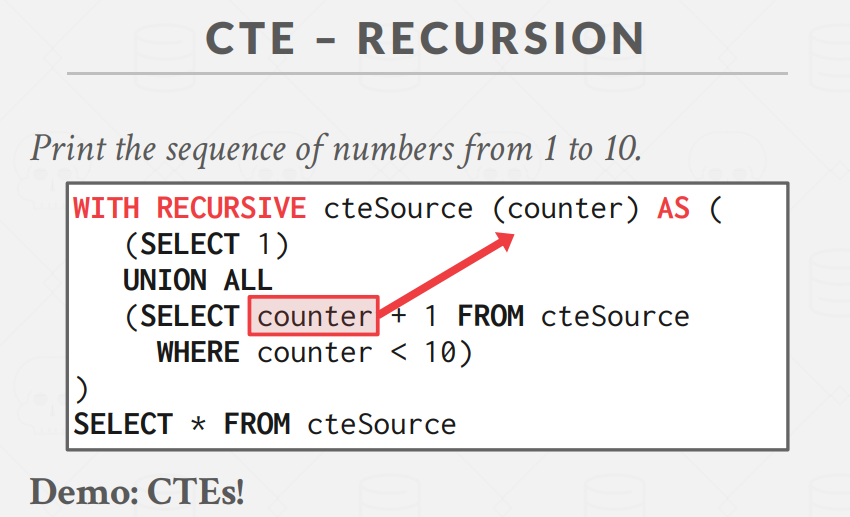 CTE – RECURSION
Print the sequence of numbers from 1 to 10.
WITH RECURSIVE cteSource (counter) AS (
(SELECT 1)
UNION ALL
(SELECT counter + 1 FROM cteSource
WHERE counter < 10)
)
SELECT * FROM cteSource
Demo: CTEs!